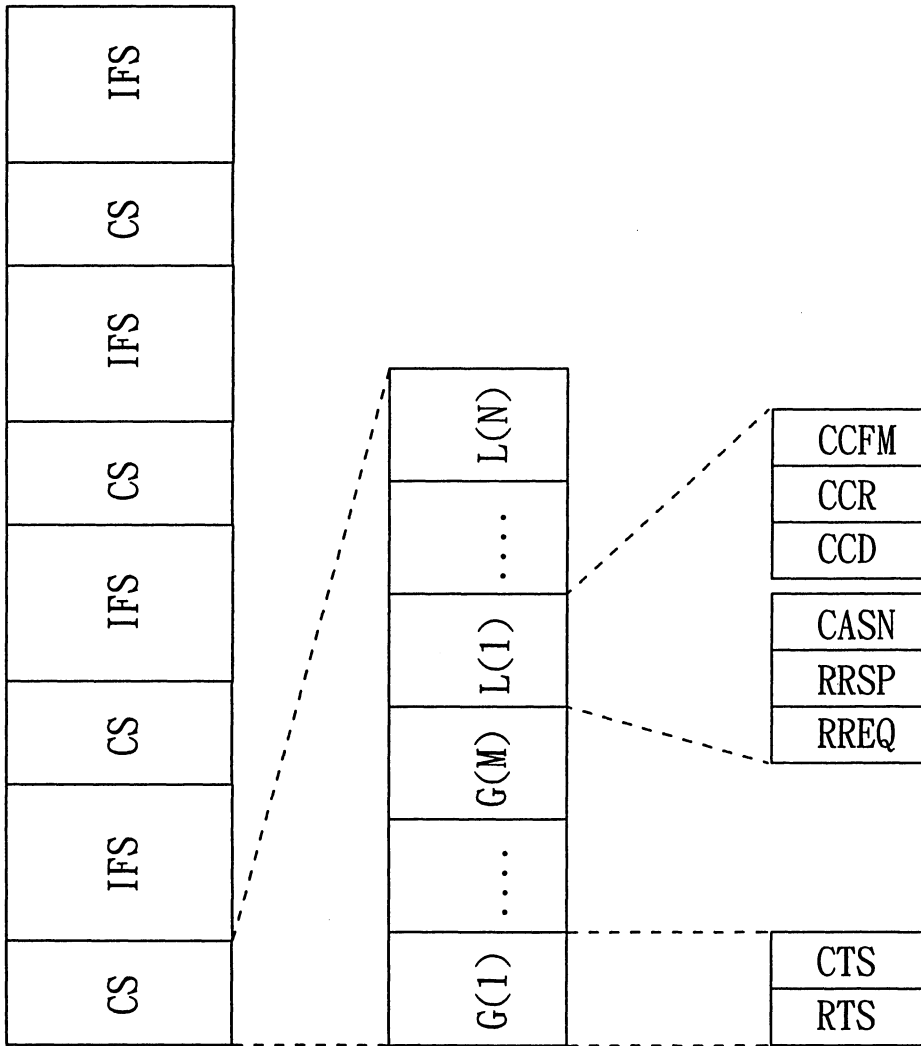 IFS
CS
IFS
CS
IFS
CS
IFS
CS
L(N)
....
L(1)
G(M)
....
G(1)
CCFM
CCR
CCD
CASN
RRSP
RREQ
CTS
RTS